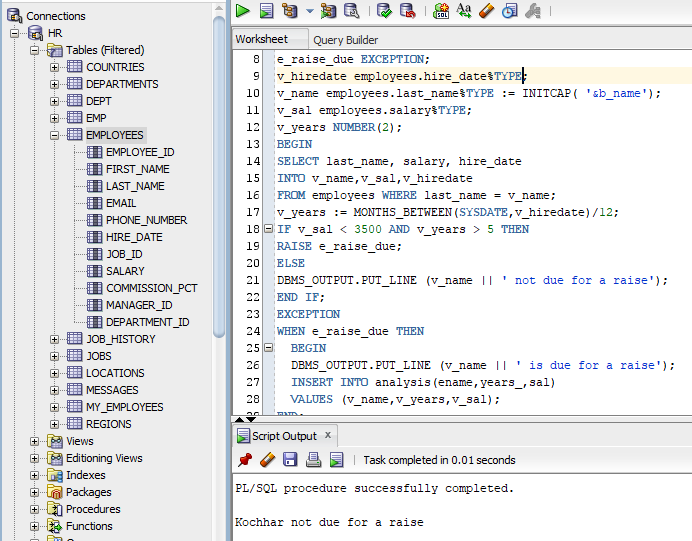 Connections
HR
Tables (Filtered)
COUNTRIES
DEPARTMENTS
DEPT
EMP
EMPLOYEES
EMPLOYEE_ID
FIRST_NAME
LAST_NAME
EMAIL
PHONE_NUMBER
HIRE_DATE
JOB_ID
SALARY
COMMISSION_PCT
MANAGER_ID
DEPARTMENT_ID
JOB_HISTORY
JOBS
LOCATIONS
MESSAGES
MY_EMPLOYEES
REGIONS
Views
Editioning Views
Indexes
Packages
Procedures
Functions
SQL Aa
Worksheet Query Builder
8 e_raise_due EXCEPTION;
9 v_hiredate employees.hire_date%TYPE;
10 v_name employees.last_name%TYPE := INITCAP( '&b_name');
11 v_sal employees.salary%TYPE;
12 v_years NUMBER(2);
13 BEGIN
14 SELECT last_name, salary, hire_date
15 INTO v_name,v_sal,v_hiredate
16 FROM employees WHERE last_name = v_name;
17 v_years := MONTHS_BETWEEN(SYSDATE,v_hiredate)/12;
18 IF v_sal < 3500 AND v_years > 5 THEN
19 RAISE e_raise_due;
20 ELSE
21 DBMS_OUTPUT.PUT_LINE (v_name || ' not due for a raise');
22 END IF;
23 EXCEPTION
24 WHEN e_raise_due THEN
25 BEGIN
26 DBMS_OUTPUT.PUT_LINE (v_name || ' is due for a raise');
27 INSERT INTO analysis(ename,years_,sal)
28 VALUES (v_name,v_years,v_sal);
29 END;
Script Output x
Task completed in 0.01 seconds
PL/SQL procedure successfully completed.
Kochhar not due for a raise